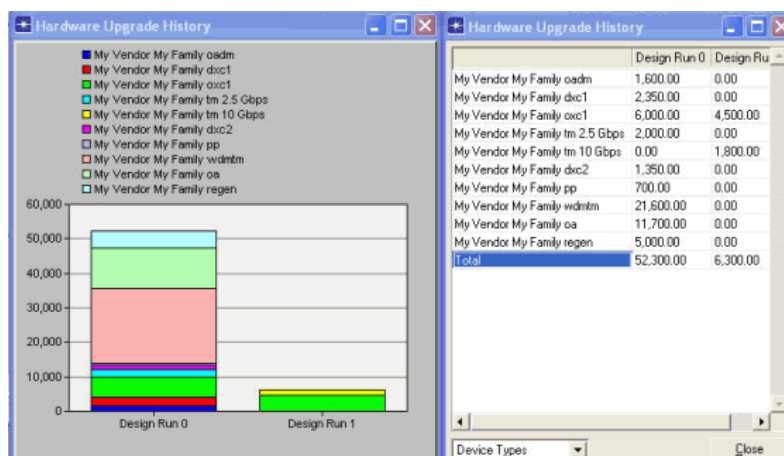 Hardware Upgrade History
My Vendor My Family oadm
My Vendor My Family dxc1
My Vendor My Family oxc1
My Vendor My Family tm 2.5 Gbps
My Vendor My Family tm 10 Gbps
My Vendor My Family dxc2
My Vendor My Family pp
My Vendor My Family wdmtm
My Vendor My Family oa
My Vendor My Family regen
60,000
50,000
40,000
30,000
20,000
10,000
0
Design Run 0 Design Run 1
Hardware Upgrade History
Design Run 0 Design Ru
My Vendor My Family oadm 1,600.00 0.00
My Vendor My Family dxc1 2,350.00 0.00
My Vendor My Family oxc1 6,000.00 4,500.00
My Vendor My Family tm 2.5 Gbps 2,000.00 0.00
My Vendor My Family tm 10 Gbps 0.00 1,800.00
My Vendor My Family dxc2 1,350.00 0.00
My Vendor My Family pp 700.00 0.00
My Vendor My Family wdmtm 21,600.00 0.00
My Vendor My Family oa 11,700.00 0.00
My Vendor My Family regen 5,000.00 0.00
Total 52,300.00 6,300.00
Device Types Close